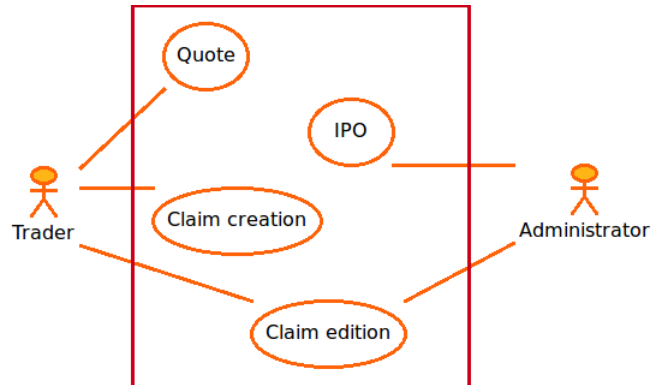 Quote
IPO
Claim creation
Trader
Administrator
Claim edition